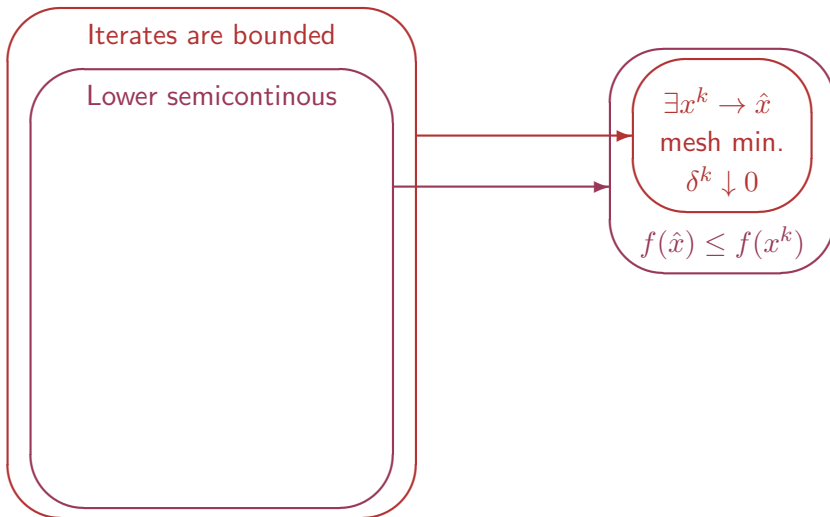 Iterates are bounded
Lower semicontinous
∃x^k → x̂
mesh min.
δ^k ↓ 0
f(x̂) ≤ f(x^k)